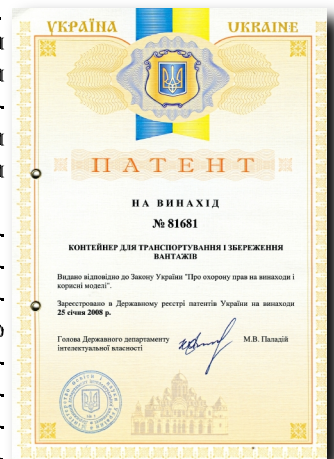 УКРАЇНА
UKRAINE
ПАТЕНТ
НА ВИНАХІД
№ 81681
КОНТЕЙНЕР ДЛЯ ТРАНСПОРТУВАННЯ І ЗБЕРЕЖЕННЯ
ВАНТАЖІВ
Видано відповідно до Закону України "Про охорону прав на винаходи і
корисні моделі".
Зареєстровано в Державному реєстрі патентів України на винаходи
25 січня 2008 р.
Голова Державного департаменту
інтелектуальної власності
М.В. Паладій